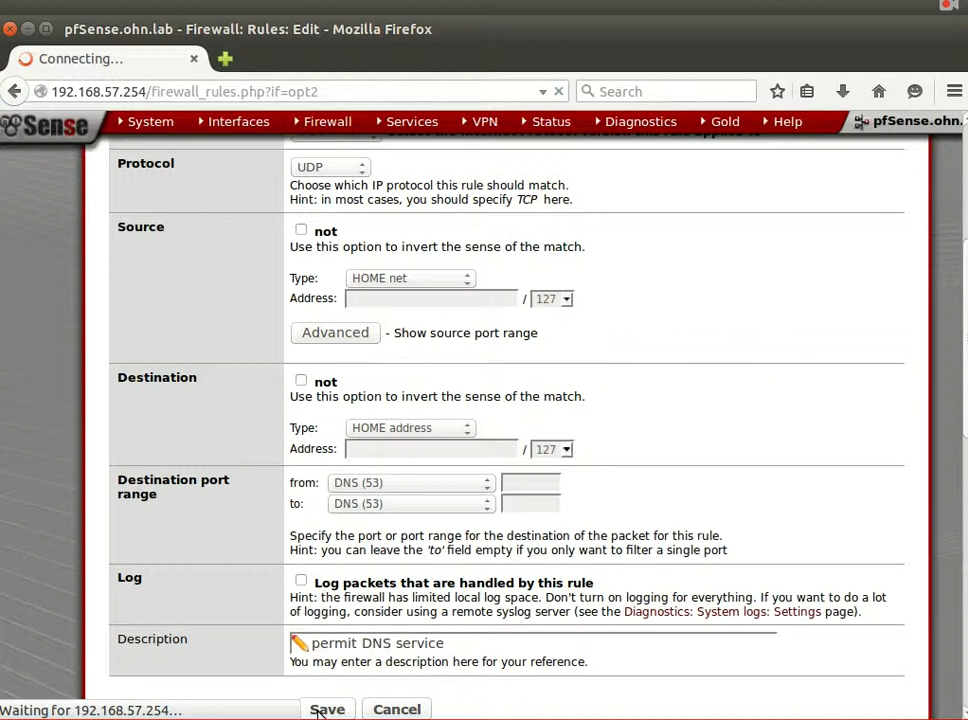 pfSense.ohn.lab - Firewall: Rules: Edit - Mozilla Firefox
Connecting...
192.168.57.254/firewall_rules.php?if=opt2
Search
Sense
System
Interfaces
Firewall
Services
VPN
Status
Diagnostics
Gold
Help
pfSense.ohn.
Protocol
UDP
Choose which IP protocol this rule should match.
Hint: in most cases, you should specify TCP here.
Source
not
Use this option to invert the sense of the match.
Type: HOME net
Address: / 127
Advanced - Show source port range
Destination
not
Use this option to invert the sense of the match.
Type: HOME address
Address: / 127
Destination port
range
from: DNS (53)
to: DNS (53)
Specify the port or port range for the destination of the packet for this rule.
Hint: you can leave the 'to' field empty if you only want to filter a single port
Log
Log packets that are handled by this rule
Hint: the firewall has limited local log space. Don't turn on logging for everything. If you want to do a lot
of logging, consider using a remote syslog server (see the Diagnostics: System logs: Settings page).
Description
permit DNS service
You may enter a description here for your reference.
Waiting for 192.168.57.254...
Save
Cancel